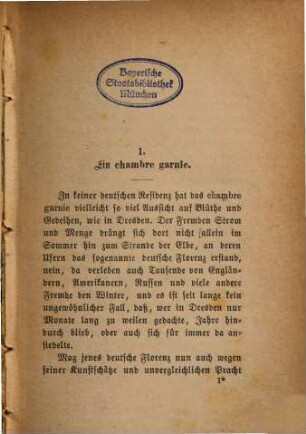 Bayerische
Staatsbibliothek
München
1.
Ein chambre garnie.
In keiner deutschen Residenz hat das chambre
garnie vielleicht so viel Aussicht auf Blüthe und
Gedeihen, wie in Dresden. Der Fremden Strom
und Menge drängt sich dort nicht allein im
Sommer hin zum Strande der Elbe, an deren
Ufern das sogenannte deutsche Florenz erstand,
nein, da verleben auch Tausende von Englän-
dern, Amerikanern, Russen und viele andere
Fremde den Winter, und es ist seit lange kein
ungewöhnlicher Fall, daß, wer in Dresden nur
Monate lang zu weilen gedachte, Jahre hin-
durch blieb, oder auch sich für immer da an-
siedelte.
Mag jenes deutsche Florenz nun auch wegen
seiner Kunstschätze und unvergleichlichen Pracht
1*